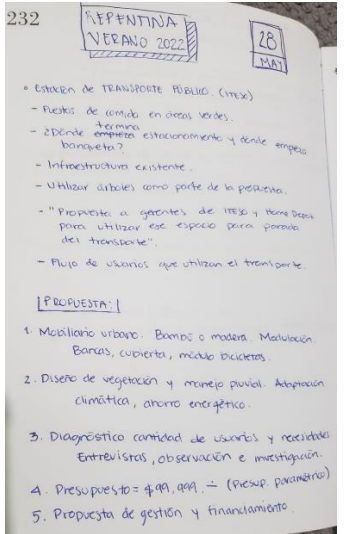 232
REPENTINA
VERANO 2022
28
MAY
• Estación de TRANSPORTE PÚBLICO. (ITESO)
- Puestos de comida en áreas verdes.
- ¿Dónde termina estacionamiento y dónde empieza
banqueta?
- Infraestructura existente.
- Utilizar árboles como parte de la propuesta.
- "Propuesta a gerentes de ITESO y Home Depot
para utilizar ese espacio para parada
del transporte".
- Flujo de usuarios que utilizan el transporte.
PROPUESTA:
1. Mobiliario urbano. Bambú o madera. Modulación.
Bancas, cubierta, módulo bicicletas.
2. Diseño de vegetación y manejo pluvial. Adaptación
climática, ahorro energético.
3. Diagnóstico cantidad de usuarios y necesidades
Entrevistas, observación e investigación.
4. Presupuesto = $99,999.- (Presup. paramétrico)
5. Propuesta de gestión y financiamiento.